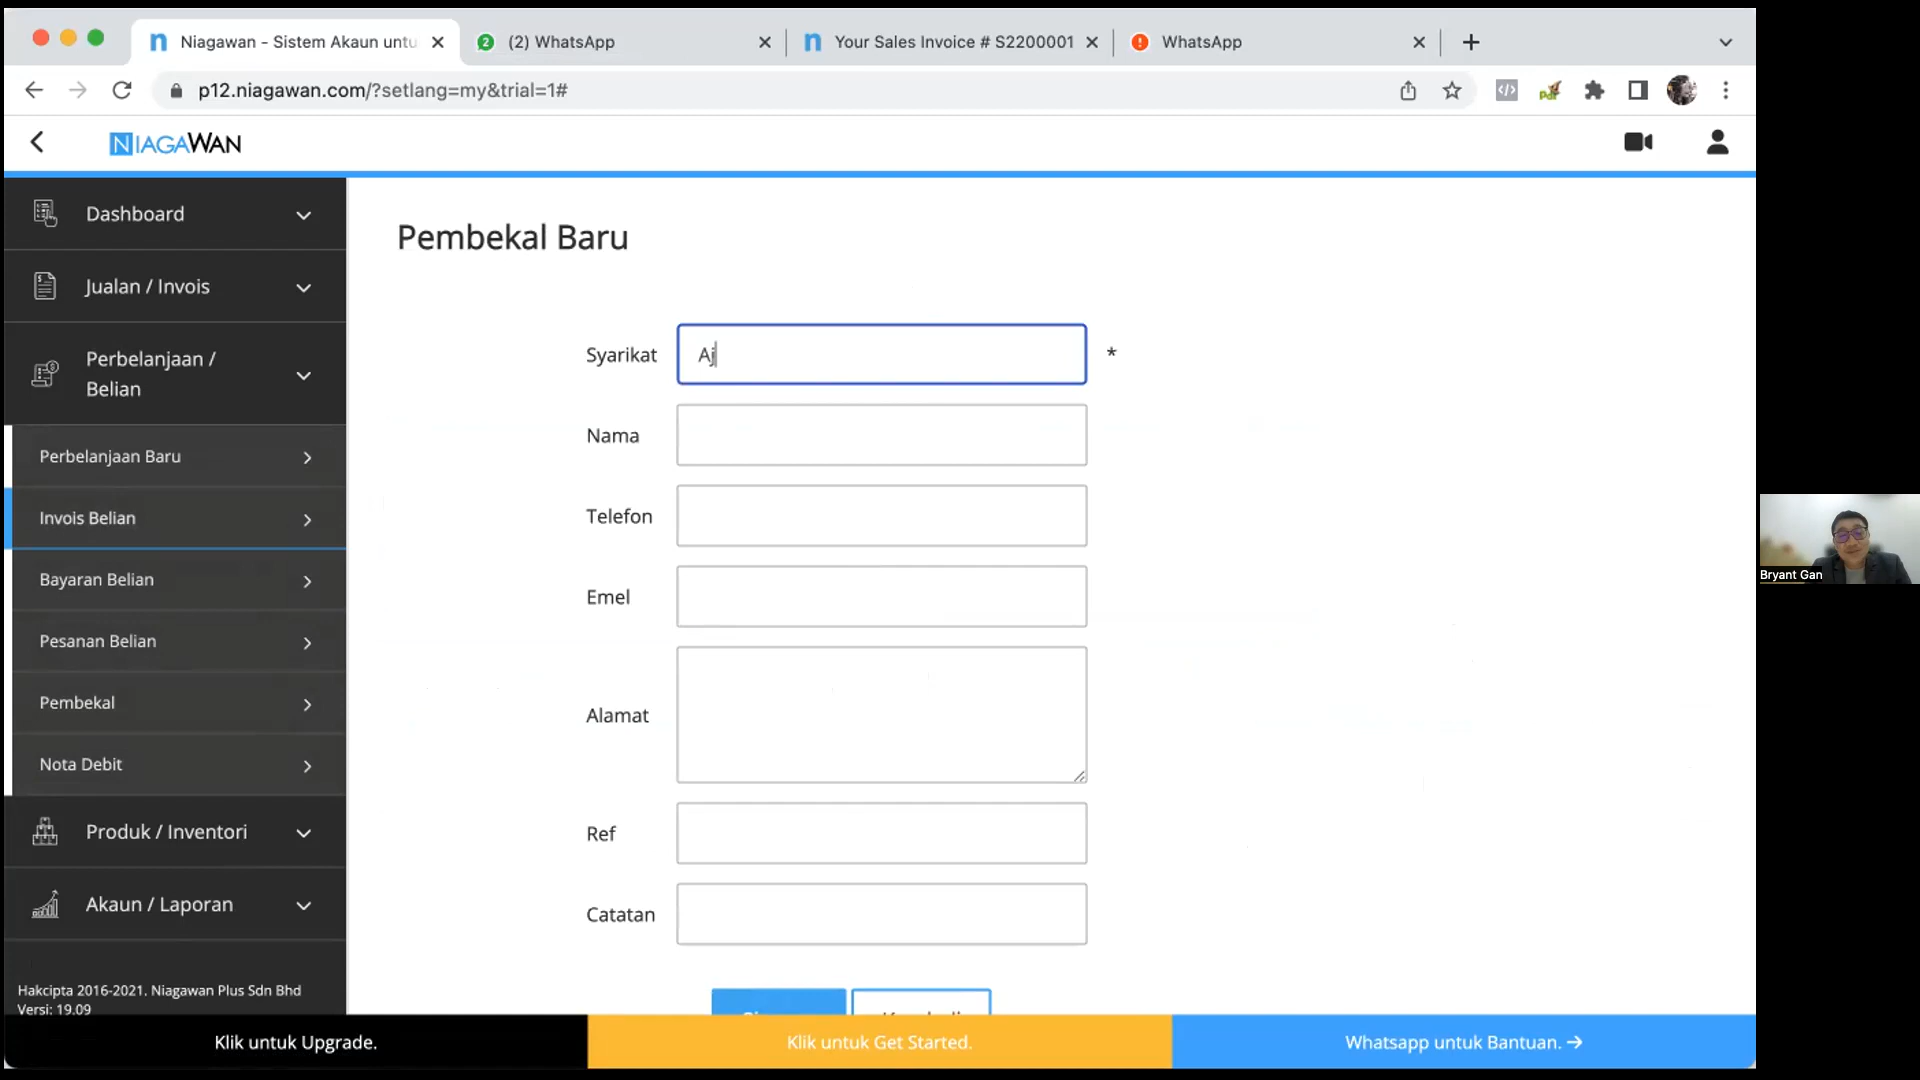 Niagawan - Sistem Akaun untu
2
(2) WhatsApp
Your Sales Invoice # S2200001
WhatsApp
p12.niagawan.com/?setlang=my&trial=1#
NIAGAWAN
Dashboard
Jualan / Invois
Perbelanjaan /
Belian
Perbelanjaan Baru
Invois Belian
Bayaran Belian
Pesanan Belian
Pembekal
Nota Debit
Produk / Inventori
Akaun / Laporan
Hakcipta 2016-2021. Niagawan Plus Sdn Bhd
Versi: 19.09
Pembekal Baru
Syarikat
Aj
*
Nama
Telefon
Emel
Alamat
Ref
Catatan
Klik untuk Upgrade.
Klik untuk Get Started.
Whatsapp untuk Bantuan. →
Bryant Gan